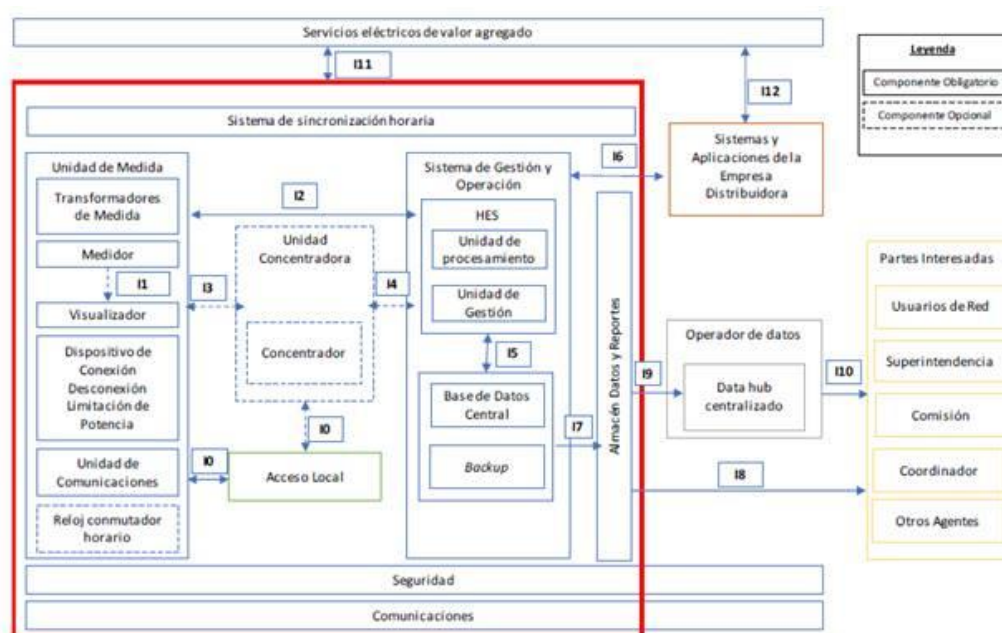 Servicios eléctricos de valor agregado
I11
I12
Leyenda
Componente Obligatorio
Componente Opcional
Sistema de sincronización horaria
Sistemas y
Aplicaciones de la
Empresa
Distribuidora
I6
Unidad de Medida
Transformadores
de Medida
Medidor
I1
Visualizador
Dispositivo de
Conexión
Desconexión
Limitación de
Potencia
Unidad de
Comunicaciones
Reloj conmutador
horario
I2
I3
Unidad
Concentradora
Concentrador
I4
I0
I0
Acceso Local
Sistema de Gestión y
Operación
HES
Unidad de
procesamiento
Unidad de
Gestión
I5
Base de Datos
Central
Backup
I7
Almacén Datos y Reportes
I9
Operador de datos
Data hub
centralizado
I10
I8
Partes Interesadas
Usuarios de Red
Superintendencia
Comisión
Coordinador
Otros Agentes
Seguridad
Comunicaciones